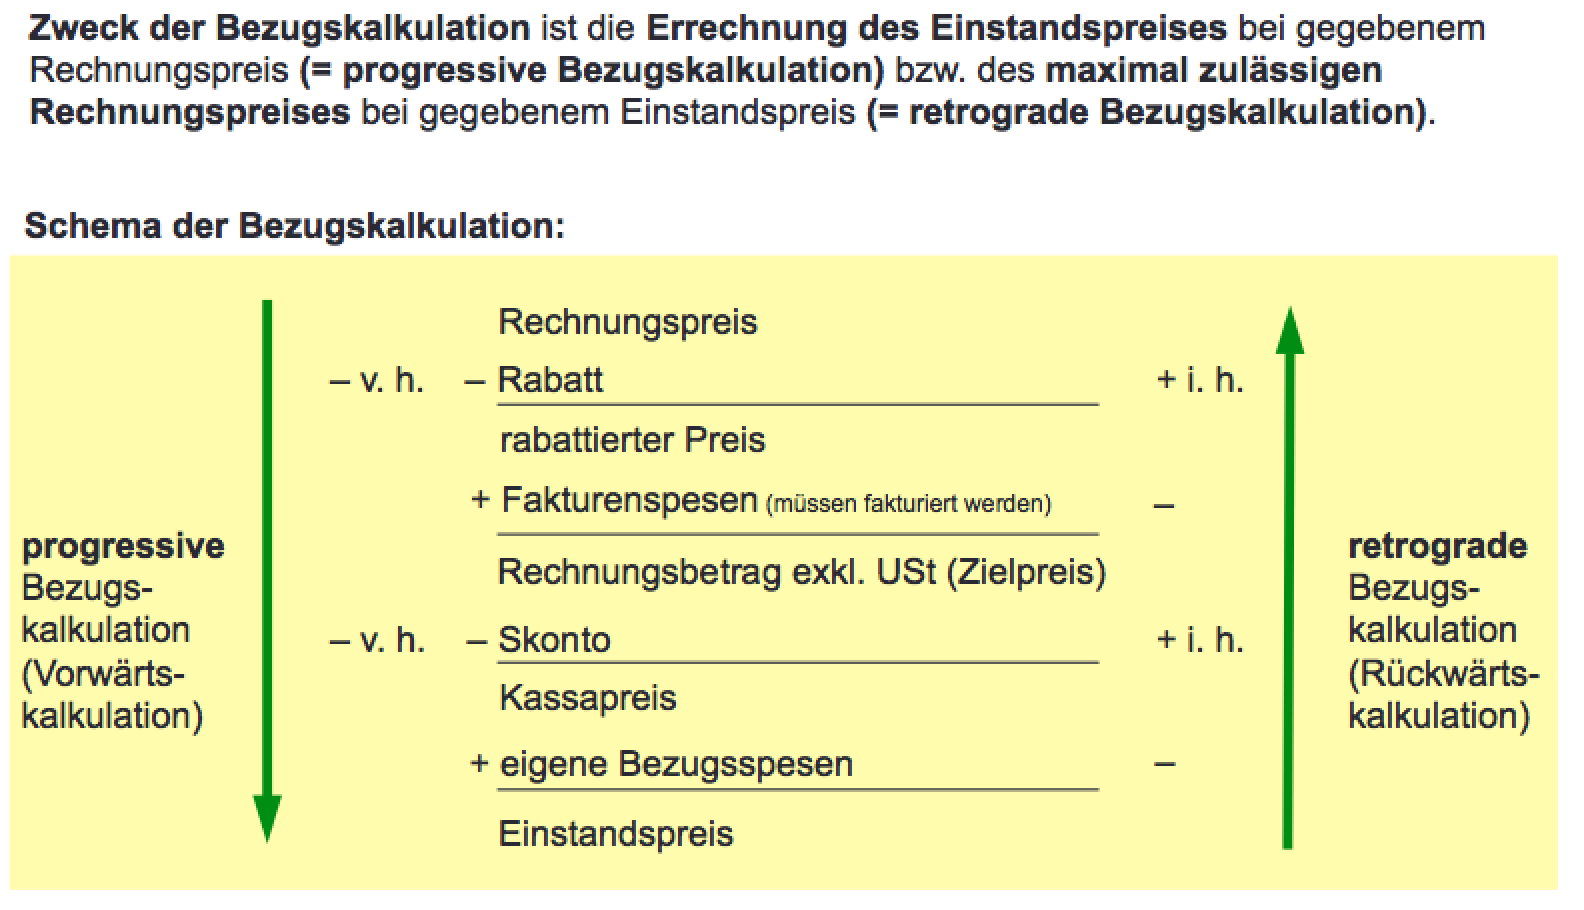 Zweck der Bezugskalkulation ist die Errechnung des Einstandspreises bei gegebenem
Rechnungspreis (= progressive Bezugskalkulation) bzw. des maximal zulässigen
Rechnungspreises bei gegebenem Einstandspreis (= retrograde Bezugskalkulation).
Schema der Bezugskalkulation:
Rechnungspreis
– v. h. – Rabatt + i. h.
rabattierter Preis
+ Fakturenspesen (müssen fakturiert werden) –
Rechnungsbetrag exkl. USt (Zielpreis)
– v. h. – Skonto + i. h.
Kassapreis
+ eigene Bezugsspesen –
Einstandspreis
progressive
Bezugs-
kalkulation
(Vorwärts-
kalkulation)
retrograde
Bezugs-
kalkulation
(Rückwärts-
kalkulation)